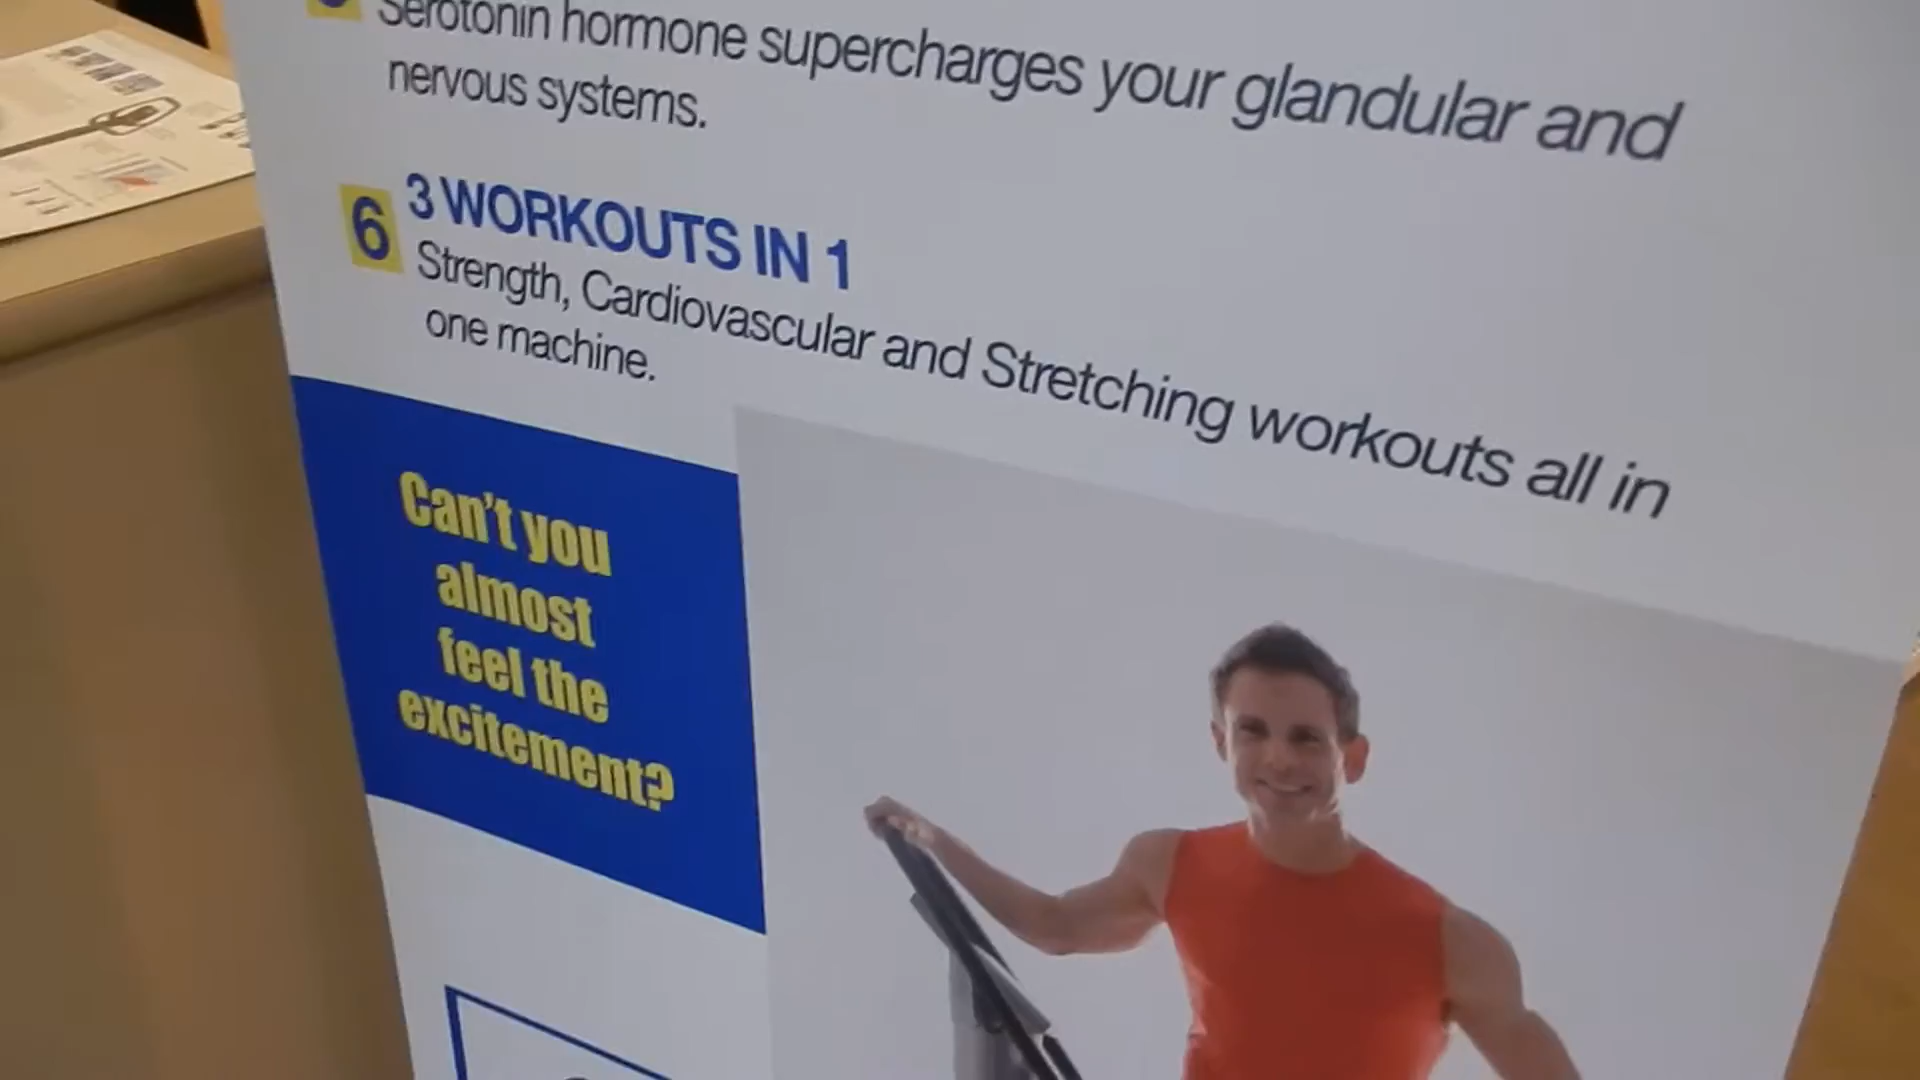 Serotonin hormone supercharges your glandular and
nervous systems.
6 3 WORKOUTS IN 1
Strength, Cardiovascular and Stretching workouts all in
one machine.
Can't you
almost
feel the
excitement?